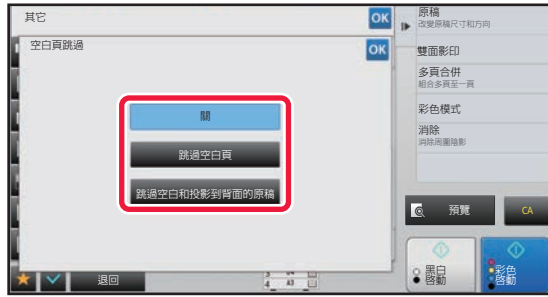 其它
OK
原稿
改變原稿尺寸和方向
空白頁跳過
OK
雙面影印
多頁合併
組合多頁至一頁
關
彩色模式
跳過空白頁
消除
消除周圍陰影
跳過空白和投影到背面的原稿
預覽
CA
退回
4 A3
黑白
啓動
彩色
啓動